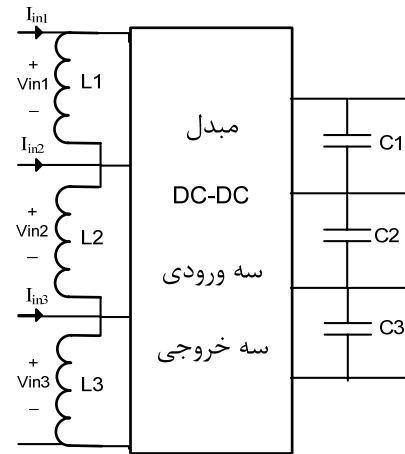 Iin1
+
Vin1
–
L1
Iin2
+
Vin2
–
L2
Iin3
+
Vin3
–
L3
مبدل
DC-DC
سه ورودی
سه خروجی
C1
C2
C3